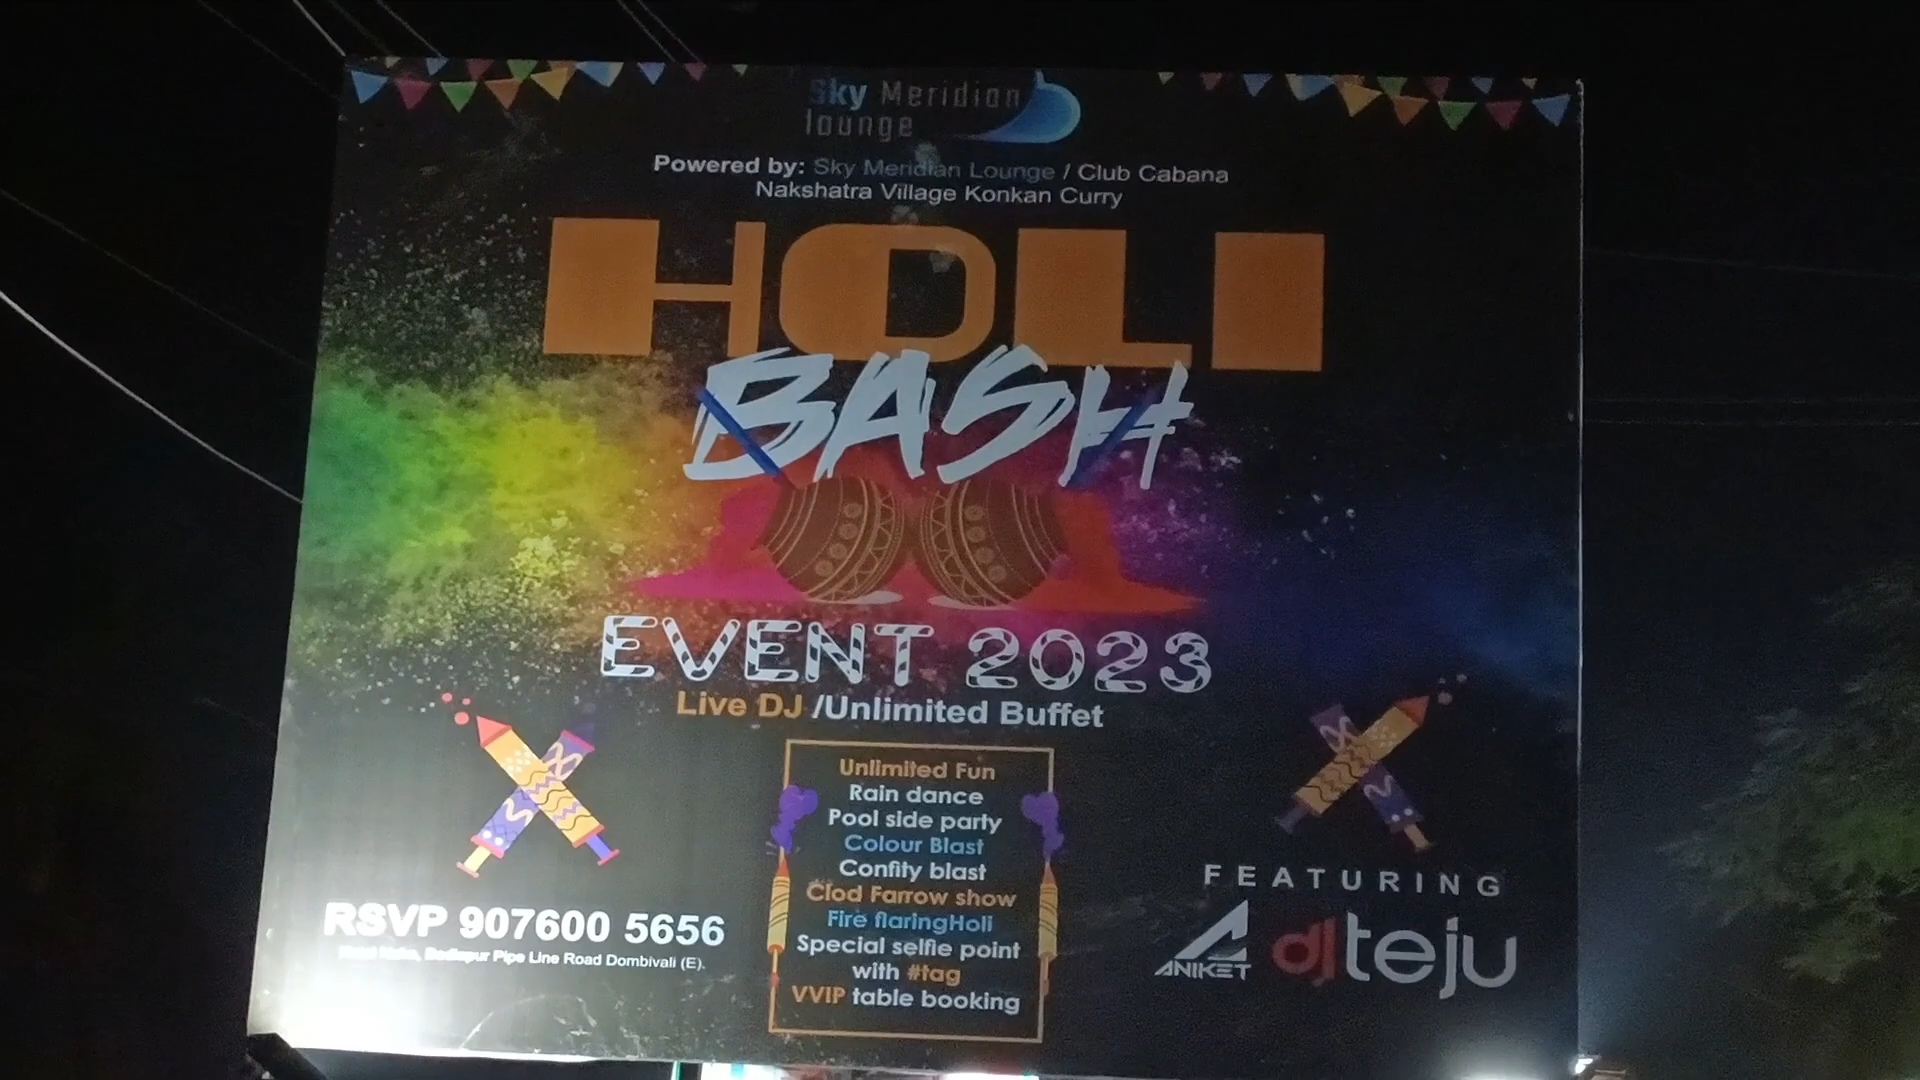 Sky Meridian
lounge
Powered by: Sky Meridian Lounge / Club Cabana
Nakshatra Village Konkan Curry
HOLI
BASH
EVENT 2023
Live DJ /Unlimited Buffet
Unlimited Fun
Rain dance
Pool side party
Colour Blast
Confity blast
Clod Farrow show
Fire flaringHoli
Special selfie point
with #tag
VVIP table booking
RSVP 907600 5656
Badlapur Pipe Line Road Dombivali (E).
FEATURING
ANIKET dj teju